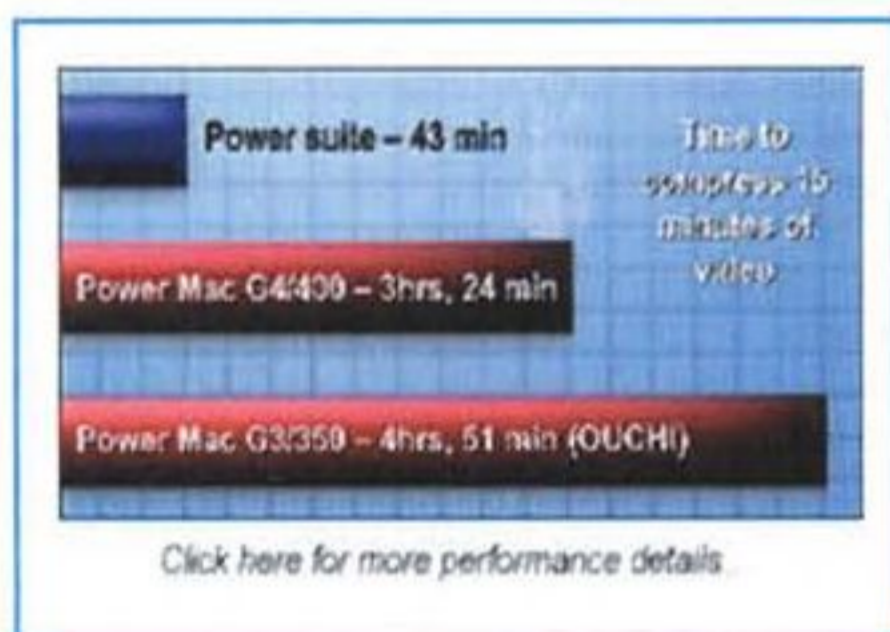 Power suite – 43 min
Time to
compress 15
minutes of
video
Power Mac G4/400 – 3hrs, 24 min
Power Mac G3/350 – 4hrs, 51 min (OUCH!)
Click here for more performance details